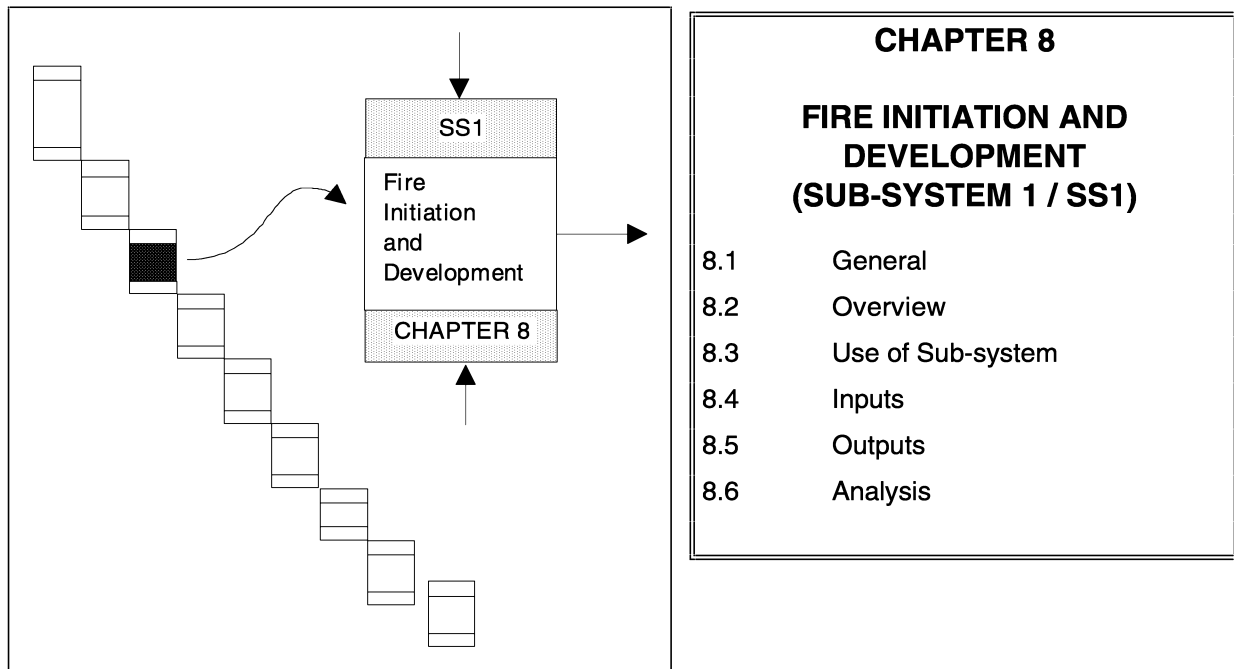 SS1
Fire
Initiation
and
Development
CHAPTER 8
CHAPTER 8
FIRE INITIATION AND
DEVELOPMENT
(SUB-SYSTEM 1 / SS1)
8.1 General
8.2 Overview
8.3 Use of Sub-system
8.4 Inputs
8.5 Outputs
8.6 Analysis